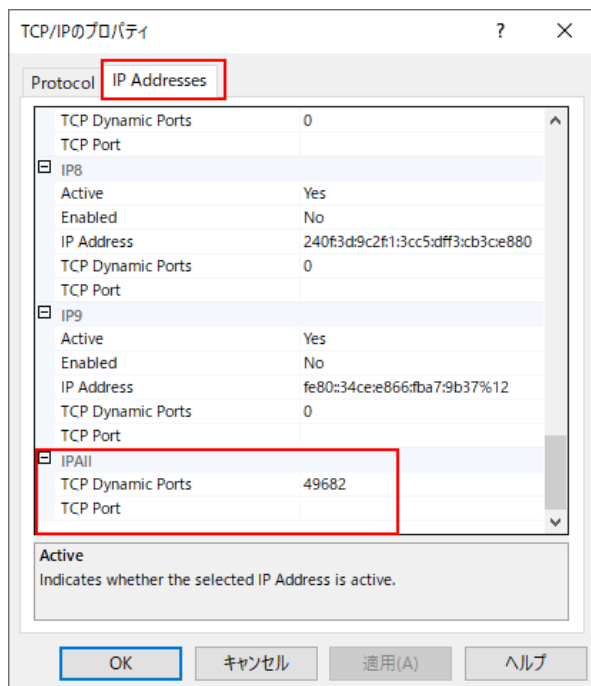 TCP/IPのプロパティ ? ×
Protocol IP Addresses
TCP Dynamic Ports 0
TCP Port
IP8
Active Yes
Enabled No
IP Address 240f:3d:9c2f:1:3cc5:dff3:cb3c:e880
TCP Dynamic Ports 0
TCP Port
IP9
Active Yes
Enabled No
IP Address fe80::34ce:e866:fba7:9b37%12
TCP Dynamic Ports 0
TCP Port
IPAll
TCP Dynamic Ports 49682
TCP Port
Active
Indicates whether the selected IP Address is active.
OK キャンセル 適用(A) ヘルプ